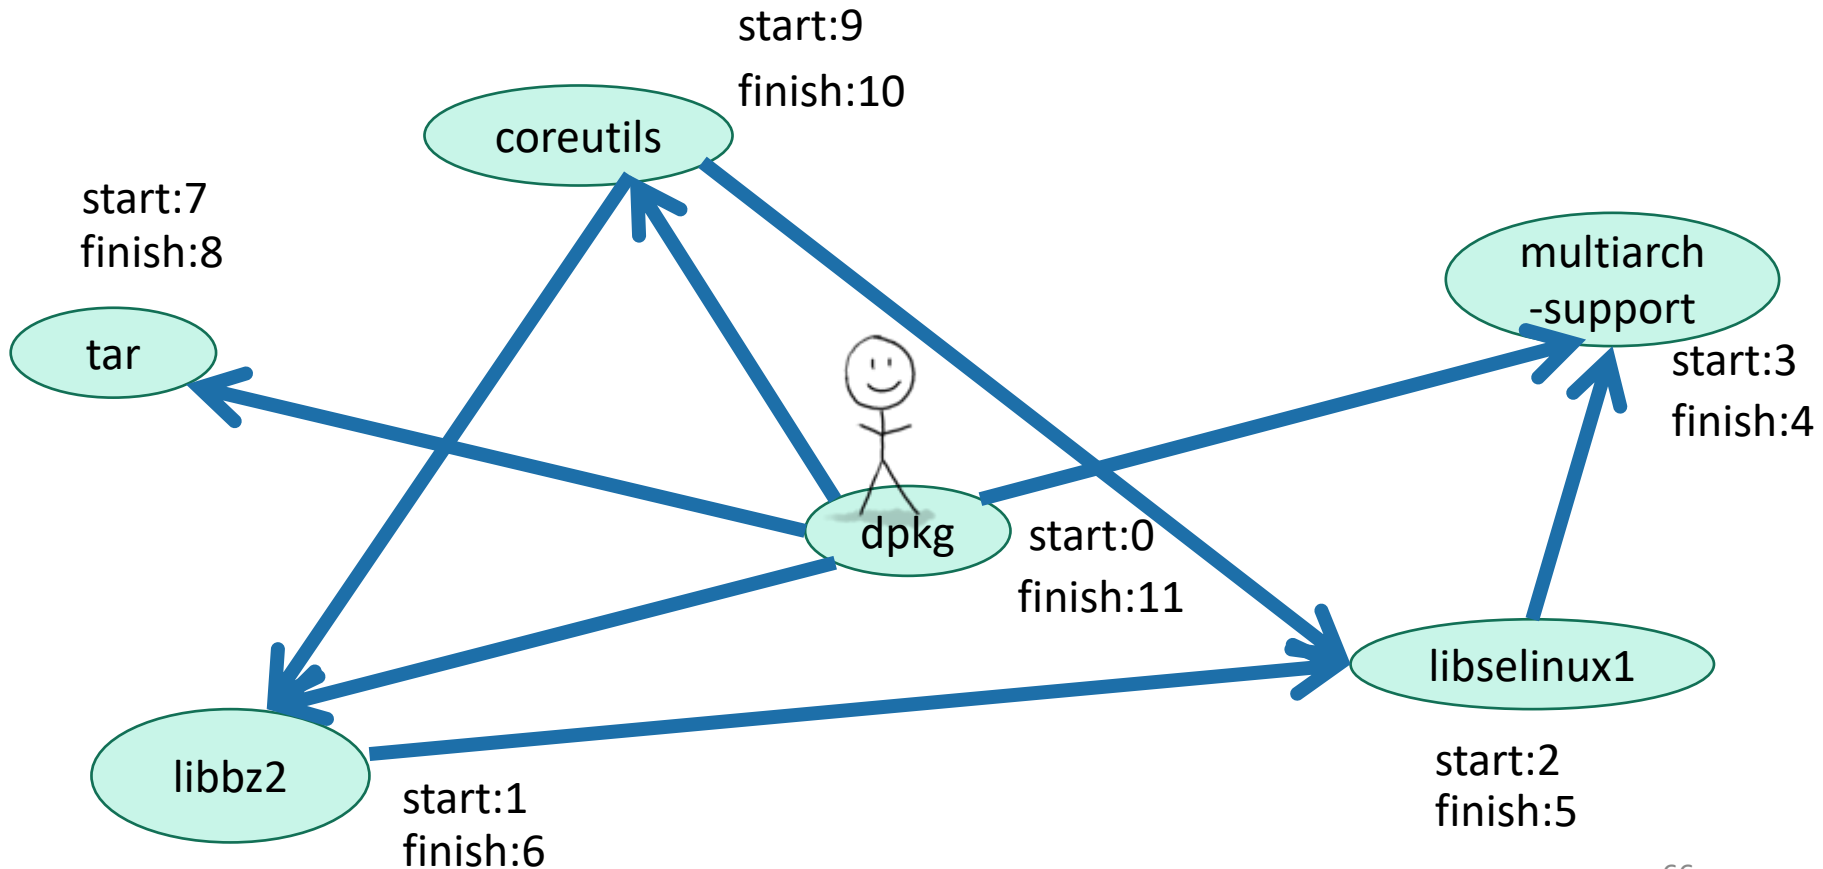 start:9
finish:10
coreutils
start:7
finish:8
tar
multiarch
-support
start:3
finish:4
dpkg
start:0
finish:11
libselinux1
start:2
finish:5
libbz2
start:1
finish:6